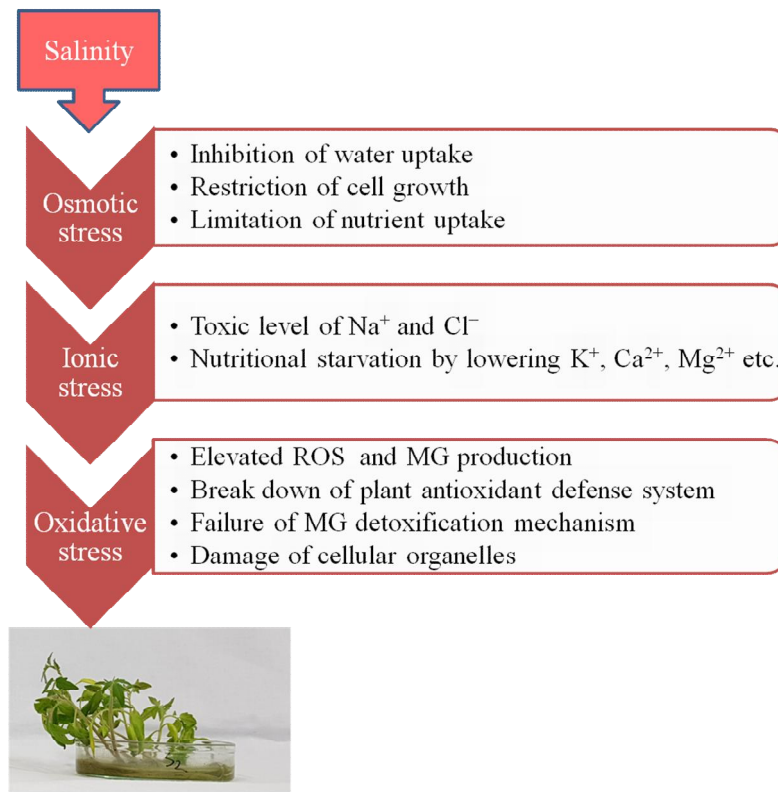 Salinity
Osmotic
stress
• Inhibition of water uptake
• Restriction of cell growth
• Limitation of nutrient uptake
Ionic
stress
• Toxic level of Na⁺ and Cl⁻
• Nutritional starvation by lowering K⁺, Ca²⁺, Mg²⁺ etc.
Oxidative
stress
• Elevated ROS and MG production
• Break down of plant antioxidant defense system
• Failure of MG detoxification mechanism
• Damage of cellular organelles